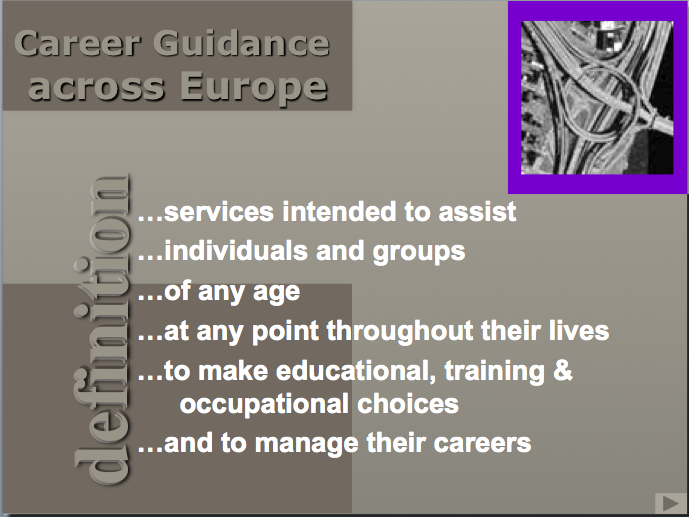 Career Guidance
across Europe
definition
…services intended to assist
…individuals and groups
…of any age
…at any point throughout their lives
…to make educational, training &
occupational choices
…and to manage their careers